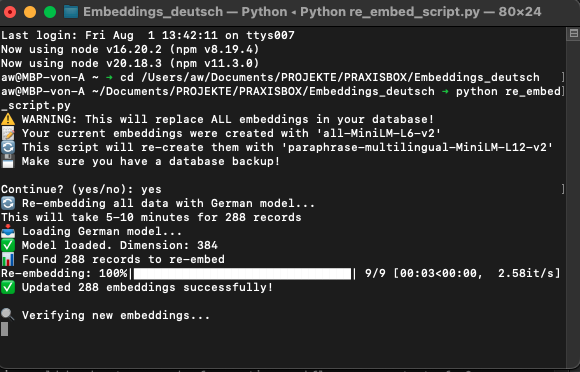 Embeddings_deutsch — Python ◂ Python re_embed_script.py — 80×24
Last login: Fri Aug  1 13:42:11 on ttys007
Now using node v16.20.2 (npm v8.19.4)
Now using node v20.18.3 (npm v11.3.0)
aw@MBP-von-A ~ ➜ cd /Users/aw/Documents/PROJEKTE/PRAXISBOX/Embeddings_deutsch   ]
aw@MBP-von-A ~/Documents/PROJEKTE/PRAXISBOX/Embeddings_deutsch ➜ python re_embed]
_script.py
⚠️ WARNING: This will replace ALL embeddings in your database!
📝 Your current embeddings were created with 'all-MiniLM-L6-v2'
🔄 This script will re-create them with 'paraphrase-multilingual-MiniLM-L12-v2'
💾 Make sure you have a database backup!
Continue? (yes/no): yes                                                         ]
🔄 Re-embedding all data with German model...
This will take 5-10 minutes for 288 records
📥 Loading German model...
✅ Model loaded. Dimension: 384
📊 Found 288 records to re-embed
Re-embedding: 100%|████████████████████████████████| 9/9 [00:03<00:00,  2.58it/s]
✅ Updated 288 embeddings successfully!
🔍 Verifying new embeddings...